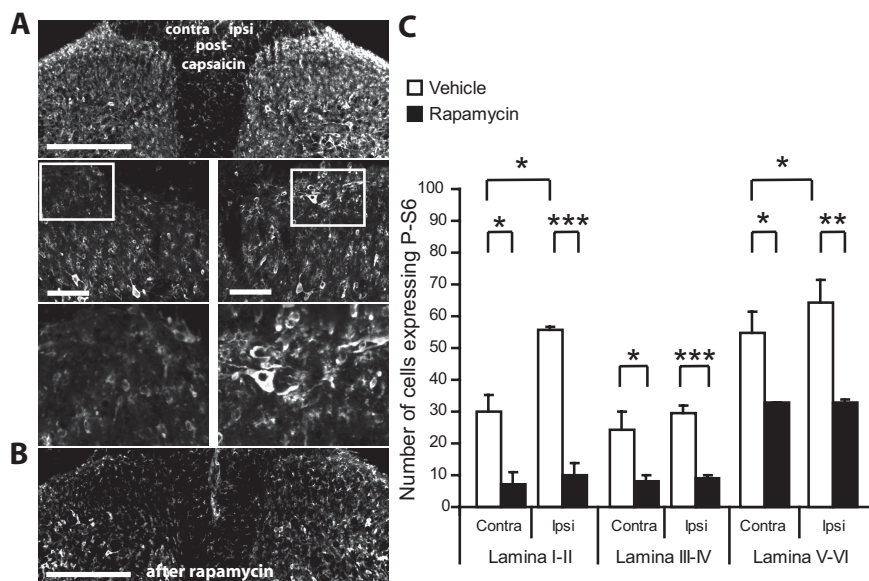 A
contra ipsi
post-
capsaicin
B
after rapamycin
C
Vehicle
Rapamycin
Number of cells expressing P-S6
100
90
80
70
60
50
40
30
20
10
0
*
*
***
*
***
*
*
**
Contra Ipsi Contra Ipsi Contra Ipsi
Lamina I-II Lamina III-IV Lamina V-VI